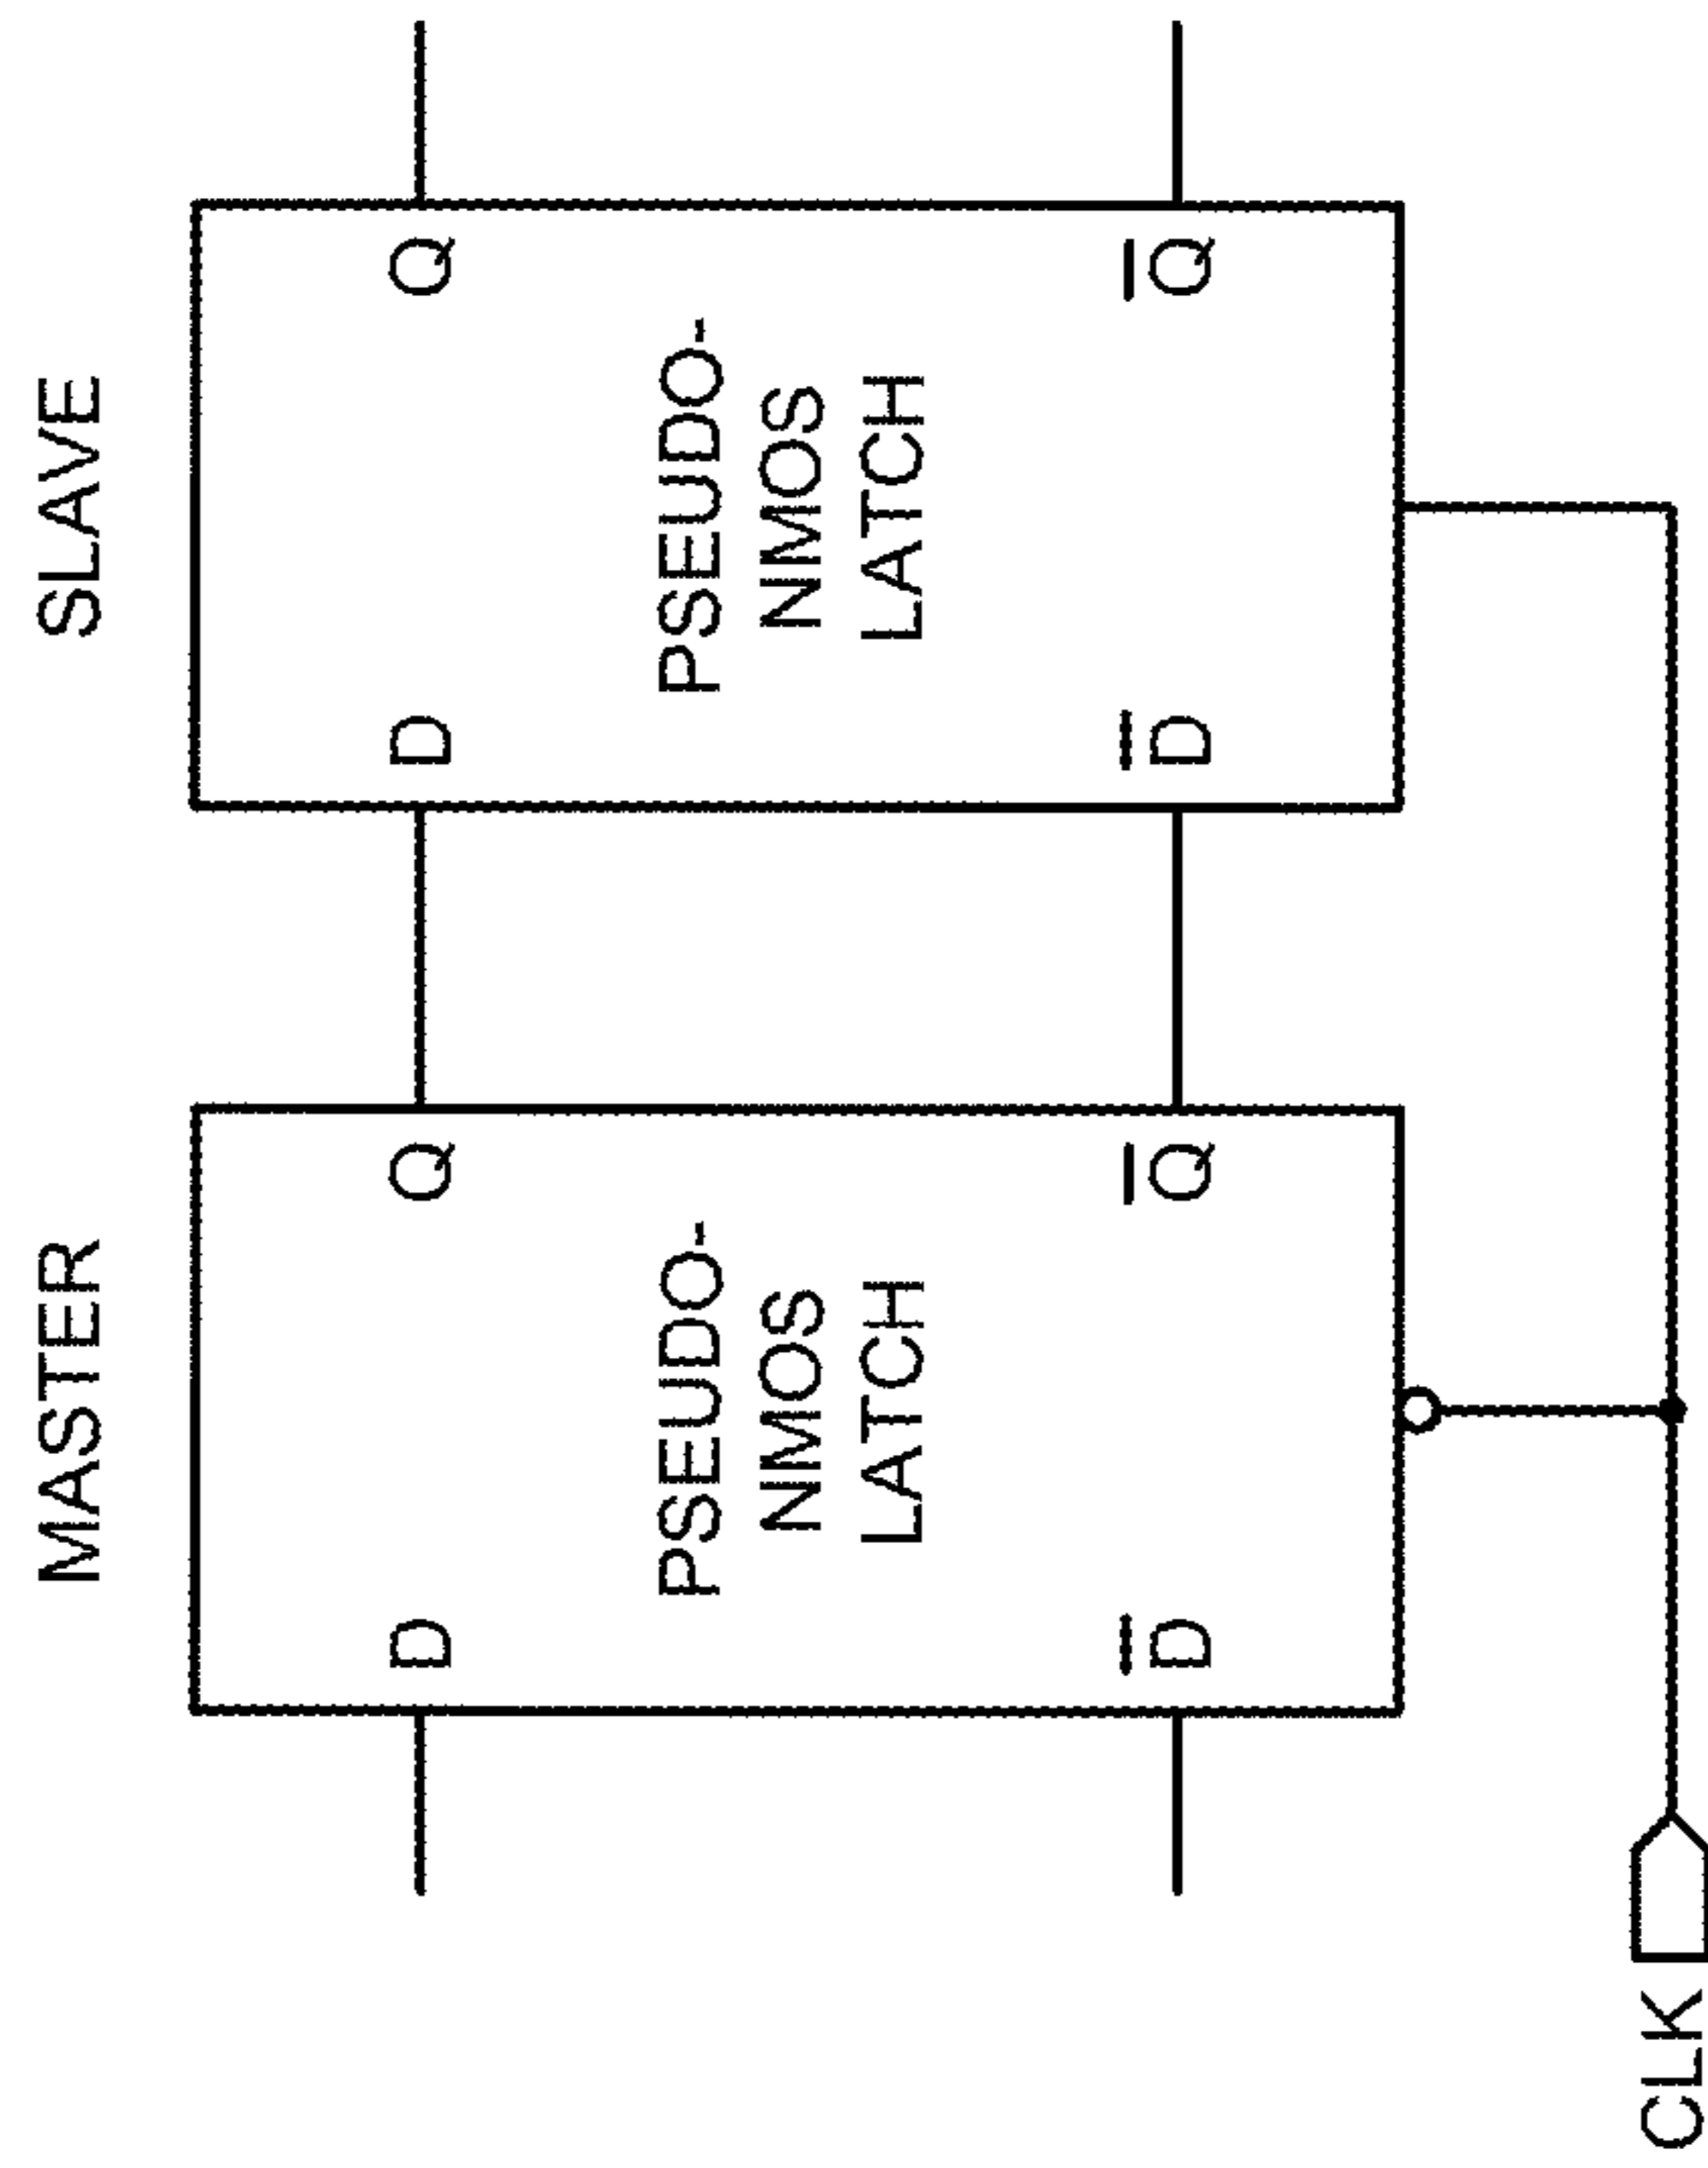 MASTER
SLAVE
D
Q
D
Q
PSEUDO-
NMOS
LATCH
PSEUDO-
NMOS
LATCH
D̅
Q̅
D̅
Q̅
CLK